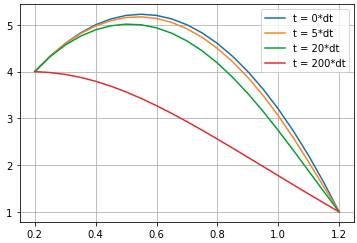 t = 0*dt
t = 5*dt
t = 20*dt
t = 200*dt
5
4
3
2
1
0.2 0.4 0.6 0.8 1.0 1.2